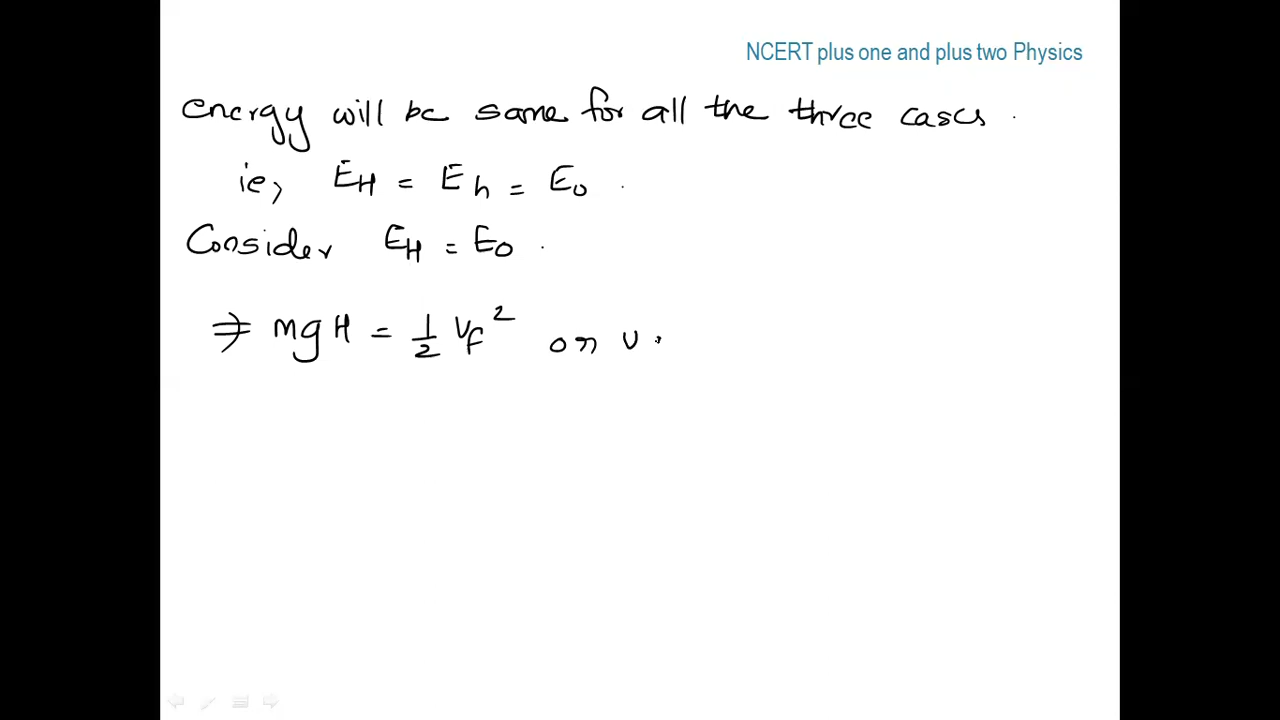 NCERT plus one and plus two Physics
energy will be same for all the three cases .
ie, EH = Eh = E0 .
Consider EH = E0 .
⇒ mgH = 1/2 vf² or v